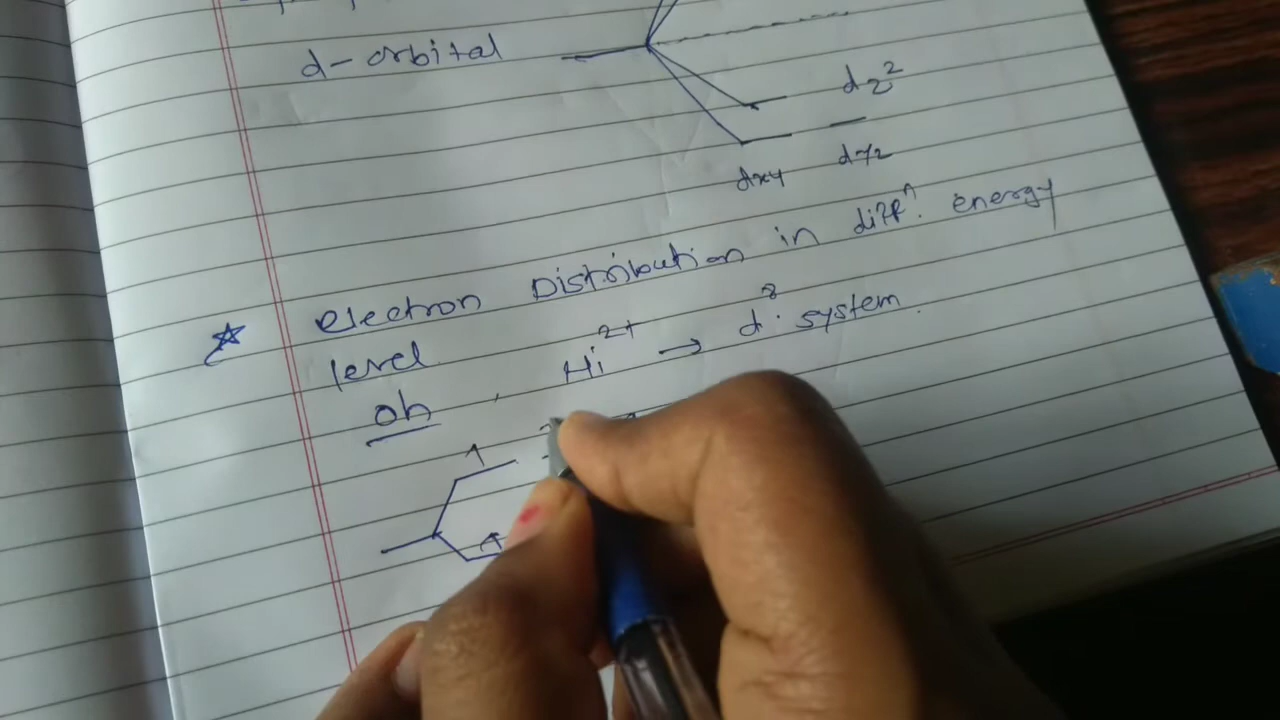 d-orbital
dz²
dxy dyz
☆ Electron Distribution in diffⁿ. energy
level
Ni²⁺ → d⁸ system.
oh